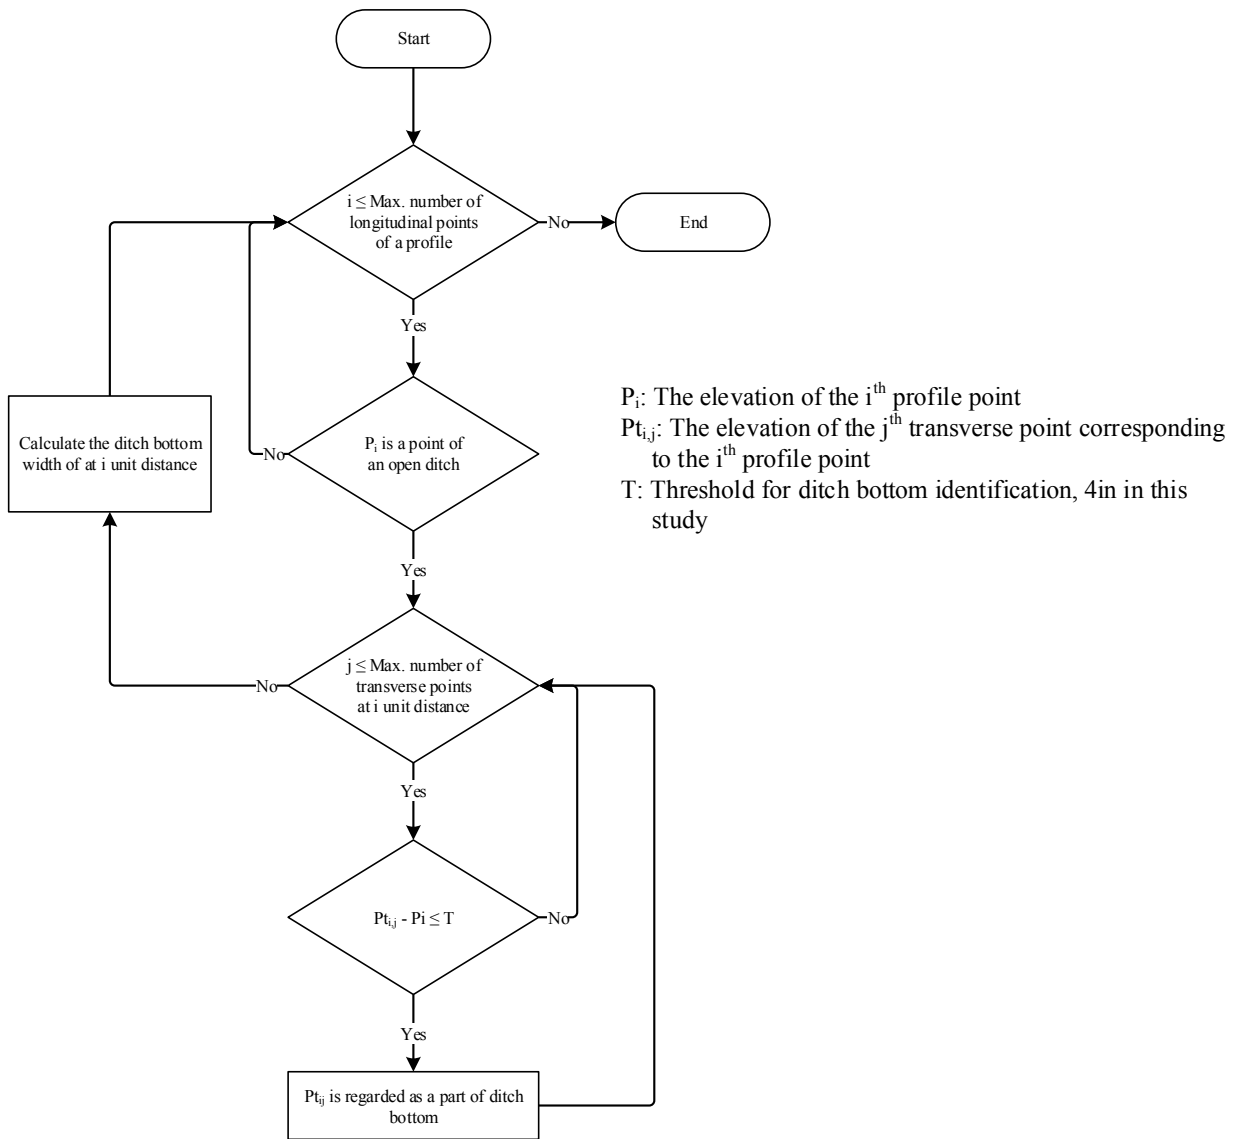 Start
i ≤ Max. number of
longitudinal points
of a profile
No
End
Yes
Pi is a point of
an open ditch
No
Yes
Calculate the ditch bottom
width of at i unit distance
Pi: The elevation of the ith profile point
Pti,j: The elevation of the jth transverse point corresponding
to the ith profile point
T: Threshold for ditch bottom identification, 4in in this
study
j ≤ Max. number of
transverse points
at i unit distance
No
Yes
Pti,j - Pi ≤ T
No
Yes
Ptij is regarded as a part of ditch
bottom